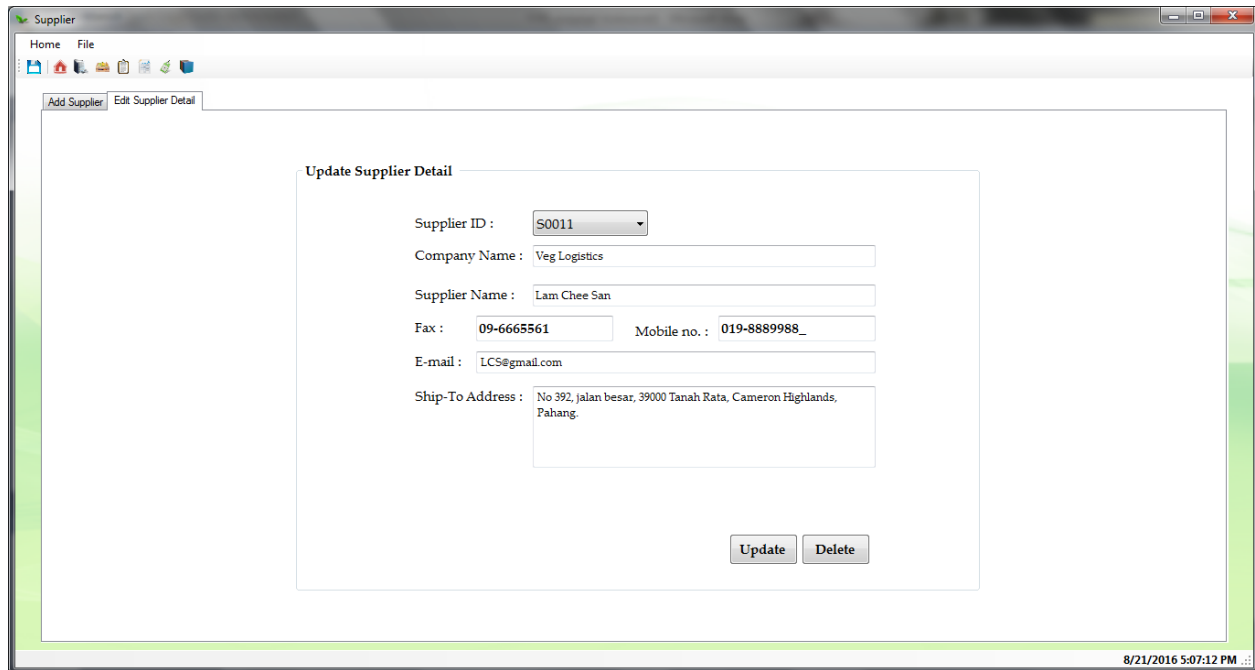 Supplier
Home File
Add Supplier Edit Supplier Detail
Update Supplier Detail
Supplier ID : S0011
Company Name : Veg Logistics
Supplier Name : Lam Chee San
Fax : 09-6665561 Mobile no. : 019-8889988_
E-mail : LCS@gmail.com
Ship-To Address : No 392, jalan besar, 39000 Tanah Rata, Cameron Highlands,
Pahang.
Update Delete
8/21/2016 5:07:12 PM